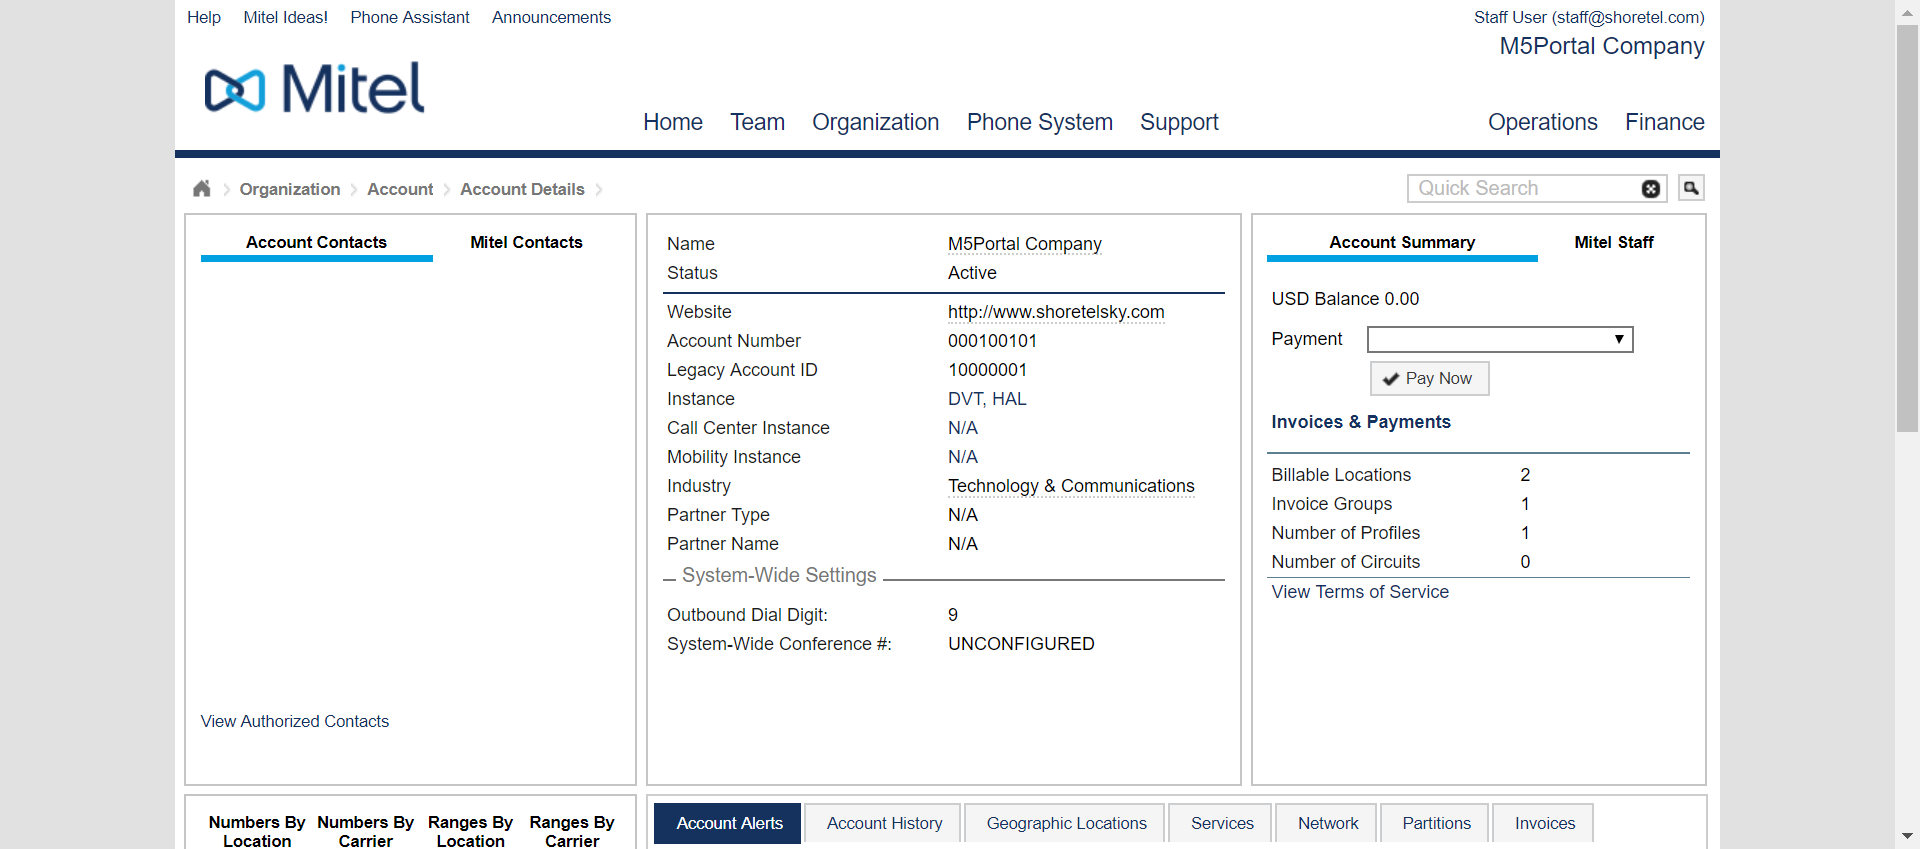 Help Mitel Ideas! Phone Assistant Announcements
Staff User (staff@shoretel.com)
M5Portal Company
Mitel
Home Team Organization Phone System Support Operations Finance
Organization Account Account Details
Quick Search
Account Contacts Mitel Contacts
View Authorized Contacts
Name M5Portal Company
Status Active
Website http://www.shoretelsky.com
Account Number 000100101
Legacy Account ID 10000001
Instance DVT, HAL
Call Center Instance N/A
Mobility Instance N/A
Industry Technology & Communications
Partner Type N/A
Partner Name N/A
System-Wide Settings
Outbound Dial Digit: 9
System-Wide Conference #: UNCONFIGURED
Account Summary Mitel Staff
USD Balance 0.00
Payment
Pay Now
Invoices & Payments
Billable Locations 2
Invoice Groups 1
Number of Profiles 1
Number of Circuits 0
View Terms of Service
Numbers By Location Numbers By Carrier Ranges By Location Ranges By Carrier
Account Alerts Account History Geographic Locations Services Network Partitions Invoices